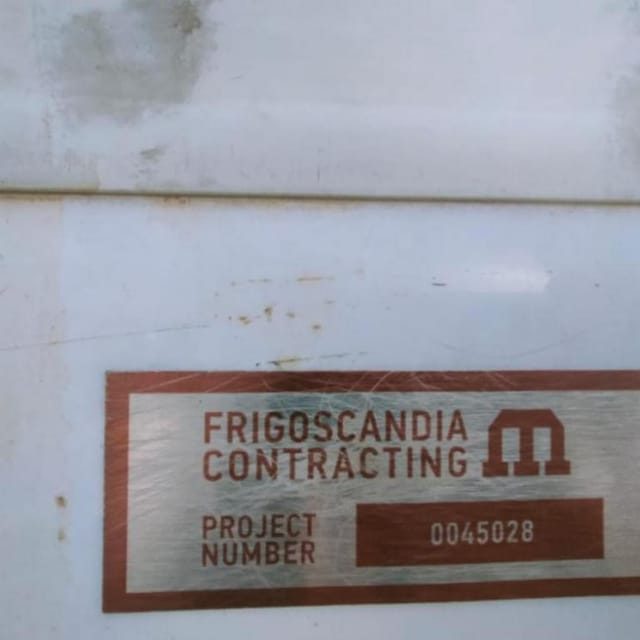 FRIGOSCANDIA
CONTRACTING
PROJECT
NUMBER
0045028